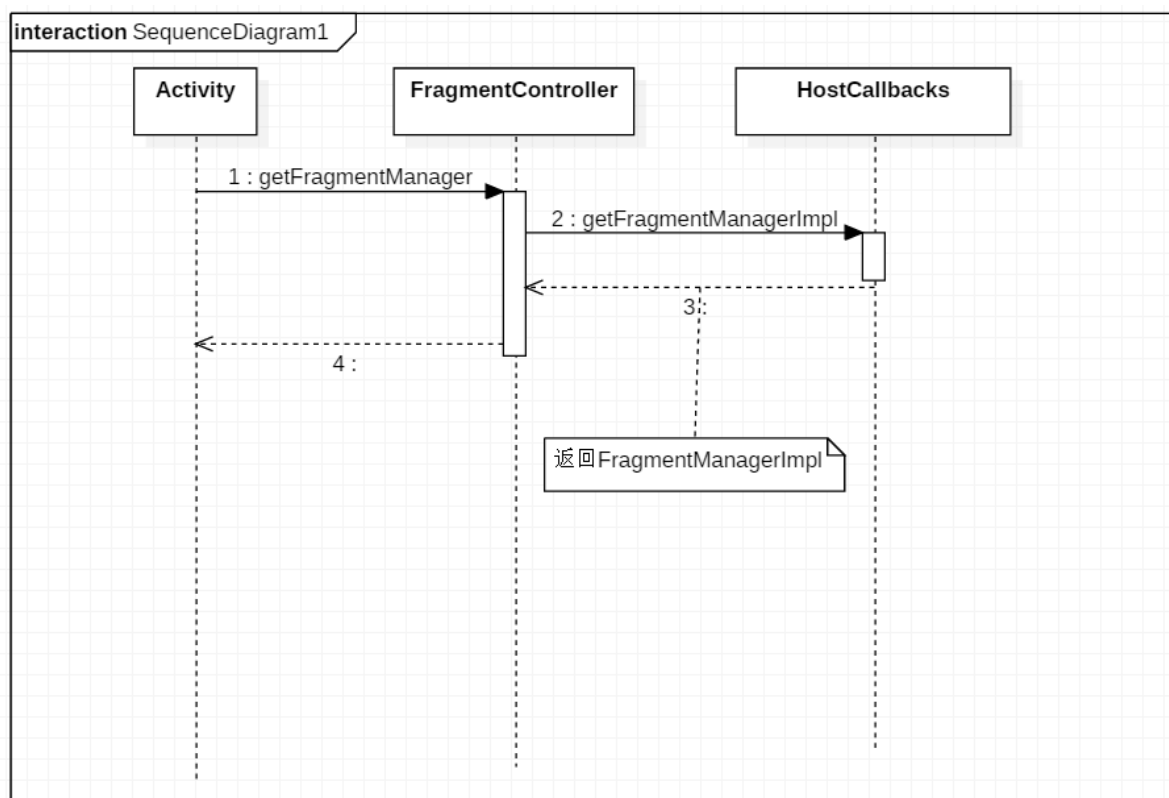 interaction SequenceDiagram1
Activity
FragmentController
HostCallbacks
1 : getFragmentManager
2 : getFragmentManagerImpl
3 :
4 :
返回FragmentManagerImpl